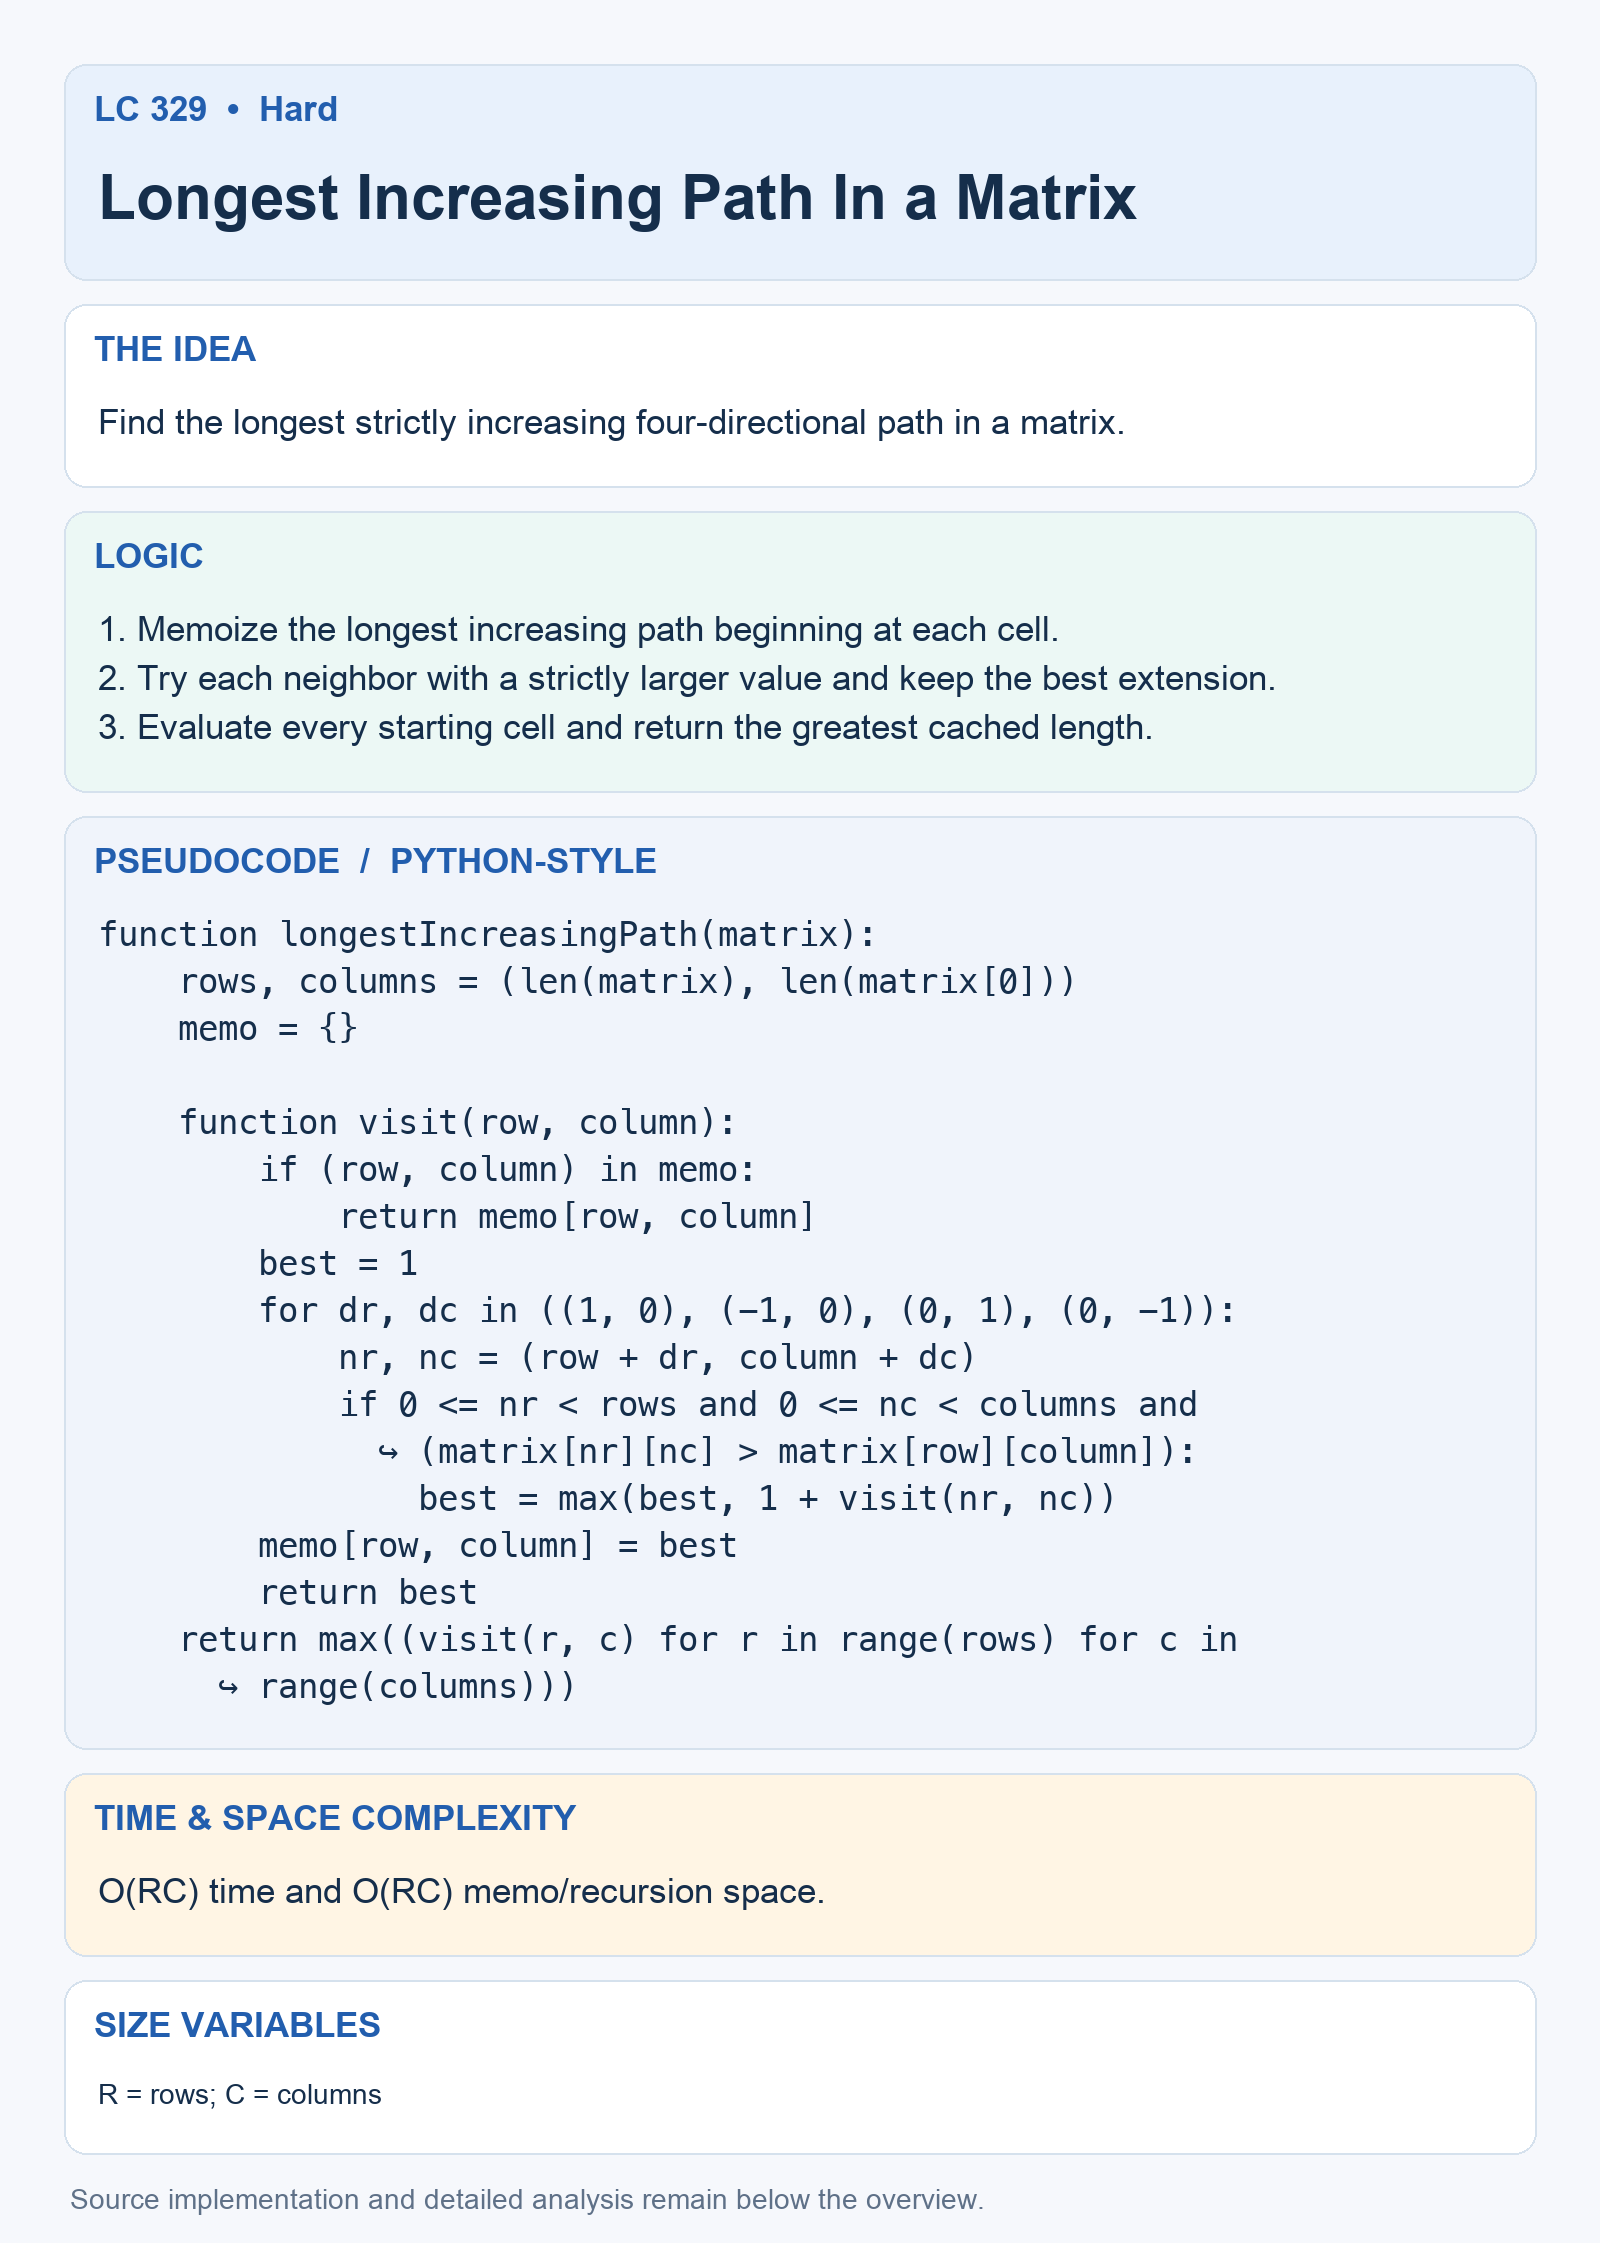 LC 329 • Hard
Longest Increasing Path In a Matrix
THE IDEA
Find the longest strictly increasing four-directional path in a matrix.
LOGIC
1. Memoize the longest increasing path beginning at each cell.
2. Try each neighbor with a strictly larger value and keep the best extension.
3. Evaluate every starting cell and return the greatest cached length.
PSEUDOCODE / PYTHON-STYLE
function longestIncreasingPath(matrix):
    rows, columns = (len(matrix), len(matrix[0]))
    memo = {}
    function visit(row, column):
        if (row, column) in memo:
            return memo[row, column]
        best = 1
        for dr, dc in ((1, 0), (−1, 0), (0, 1), (0, −1)):
            nr, nc = (row + dr, column + dc)
            if 0 <= nr < rows and 0 <= nc < columns and
              ↪ (matrix[nr][nc] > matrix[row][column]):
                best = max(best, 1 + visit(nr, nc))
        memo[row, column] = best
        return best
    return max((visit(r, c) for r in range(rows) for c in
      ↪ range(columns)))
TIME & SPACE COMPLEXITY
O(RC) time and O(RC) memo/recursion space.
SIZE VARIABLES
R = rows; C = columns
Source implementation and detailed analysis remain below the overview.